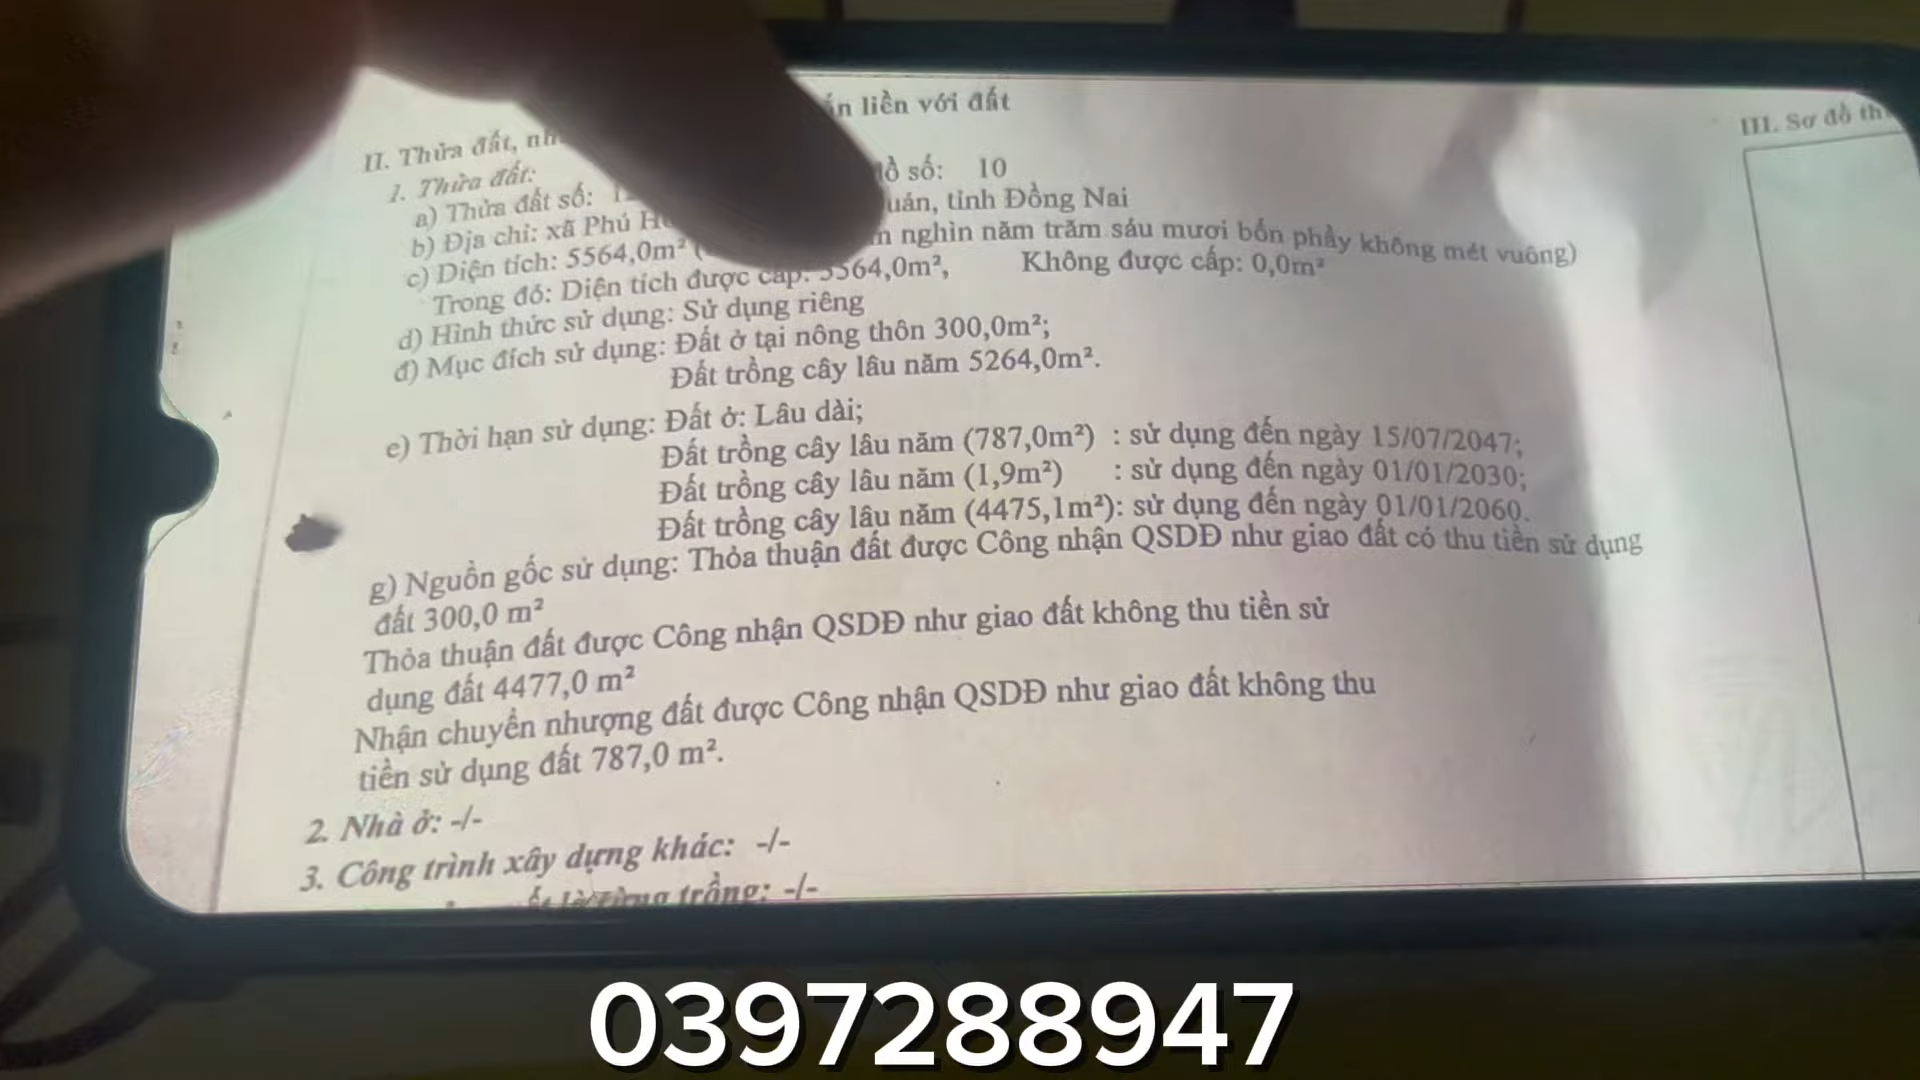 II. Thửa đất, ... ắn liền với đất
III. Sơ đồ
1. Thửa đất:
a) Thửa đất số: ... đồ số: 10
b) Địa chỉ: xã Phú ... uán, tỉnh Đồng Nai
c) Diện tích: 5564,0m² ( ... nghìn năm trăm sáu mươi bốn phẩy không mét vuông)
Trong đó: Diện tích được cấp: 5564,0m², Không được cấp: 0,0m²
d) Hình thức sử dụng: Sử dụng riêng
đ) Mục đích sử dụng: Đất ở tại nông thôn 300,0m²;
Đất trồng cây lâu năm 5264,0m².
e) Thời hạn sử dụng: Đất ở: Lâu dài;
Đất trồng cây lâu năm (787,0m²) : sử dụng đến ngày 15/07/2047;
Đất trồng cây lâu năm (1,9m²) : sử dụng đến ngày 01/01/2030;
Đất trồng cây lâu năm (4475,1m²): sử dụng đến ngày 01/01/2060.
g) Nguồn gốc sử dụng: Thỏa thuận đất được Công nhận QSDĐ như giao đất có thu tiền sử dụng
đất 300,0 m²
Thỏa thuận đất được Công nhận QSDĐ như giao đất không thu tiền sử
dụng đất 4477,0 m²
Nhận chuyển nhượng đất được Công nhận QSDĐ như giao đất không thu
tiền sử dụng đất 787,0 m².
2. Nhà ở: -/-
3. Công trình xây dựng khác: -/-
trồng: -/-
0397288947